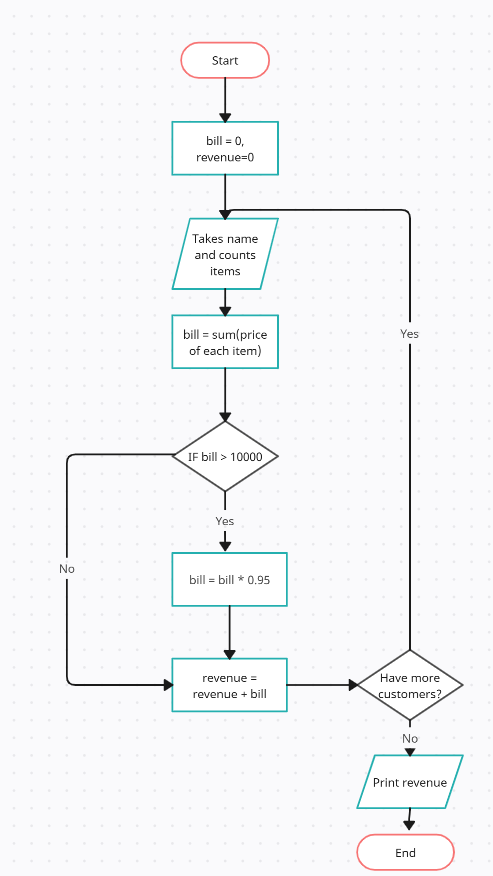 Start
bill = 0,
revenue=0
Takes name
and counts
items
Yes
bill = sum(price
of each item)
IF bill > 10000
Yes
No
bill = bill * 0.95
revenue =
revenue + bill
Have more
customers?
No
Print revenue
End